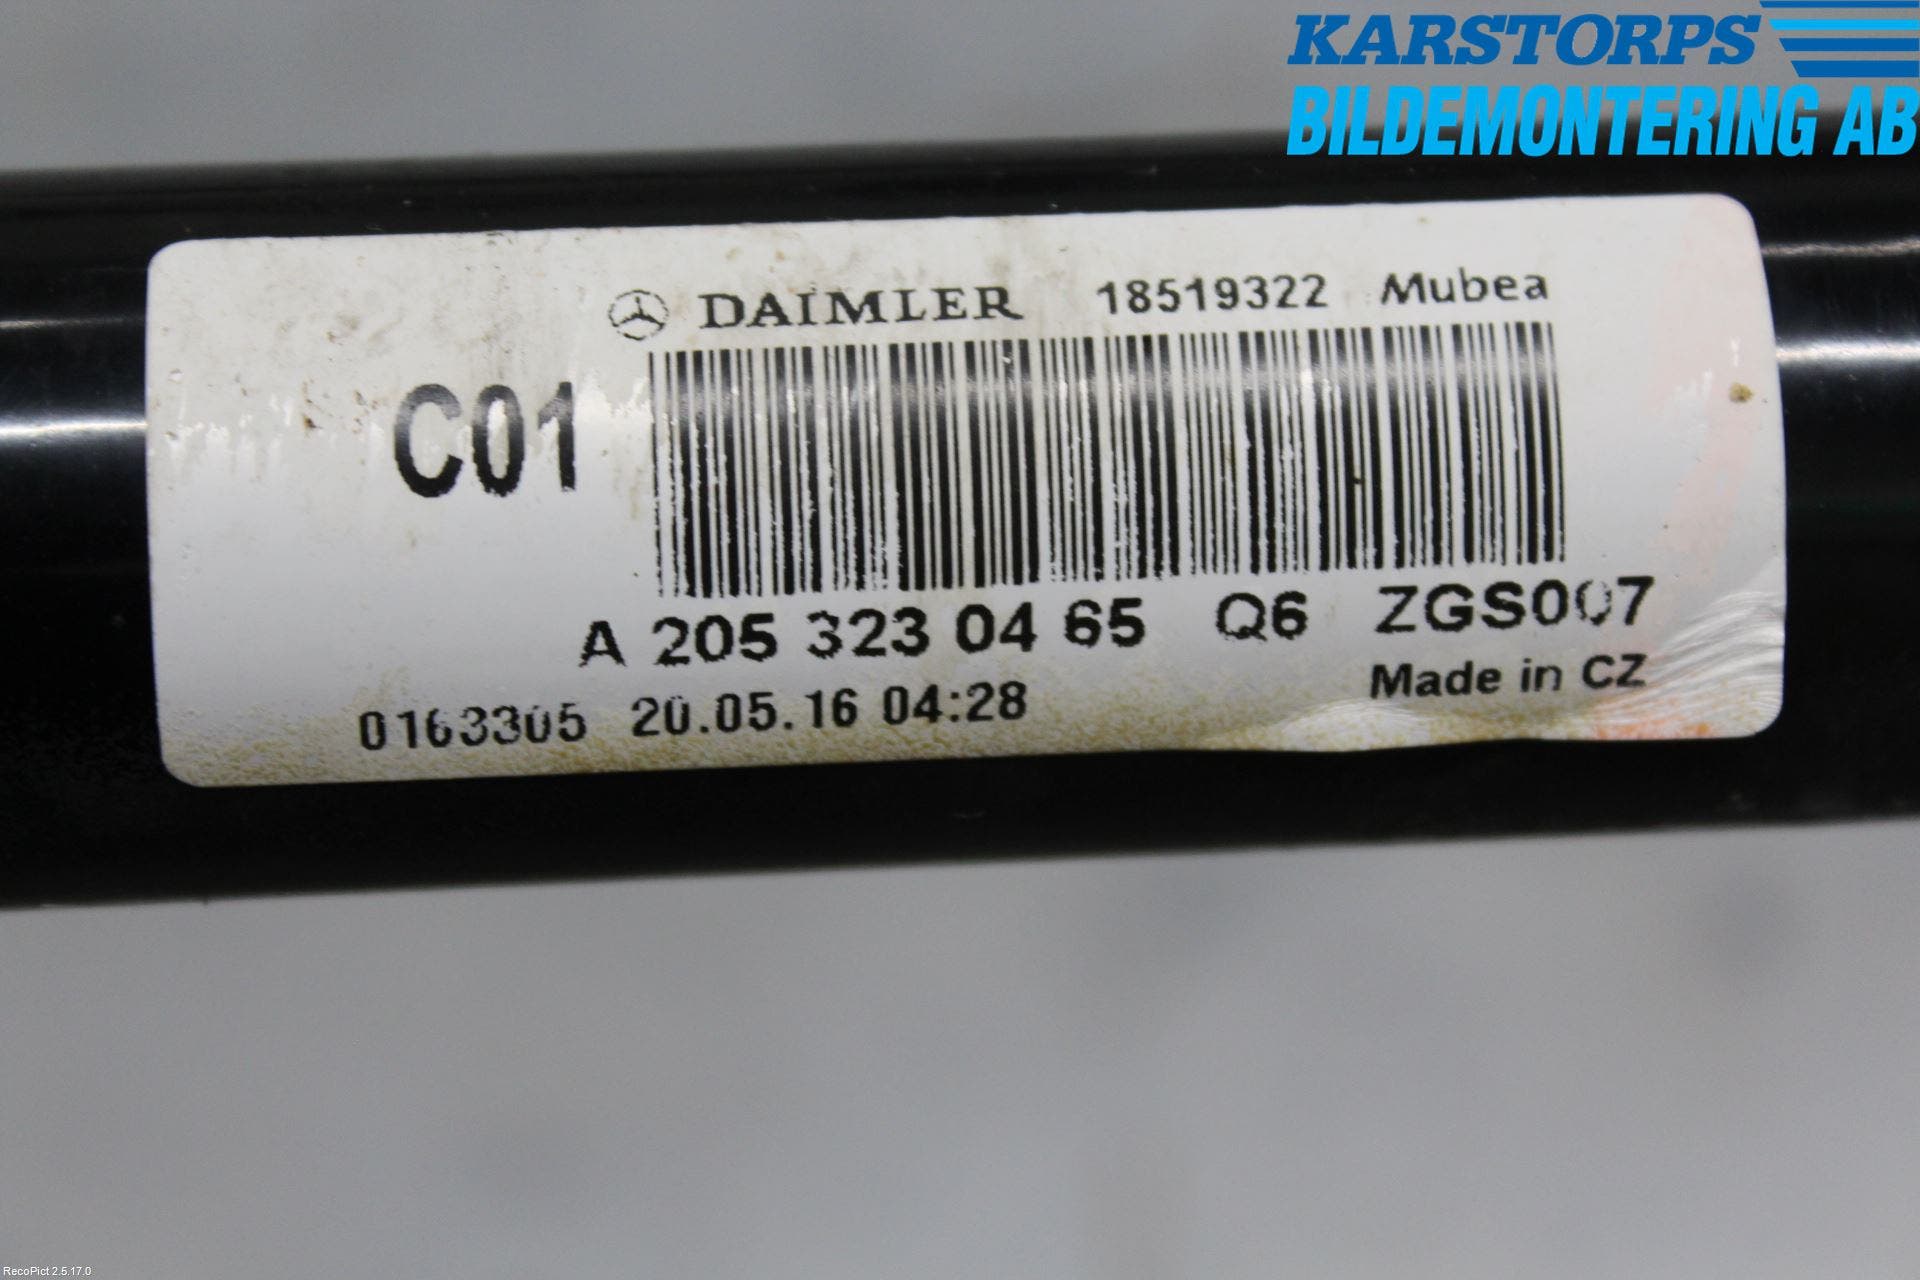 KARSTORPS
BILDEMONTERING AB
DAIMLER 18519322 Mubea
C01
A 205 323 04 65 Q6 ZGS007
Made in CZ
0163305 20.05.16 04:28
RecoPict 2.5.17.0